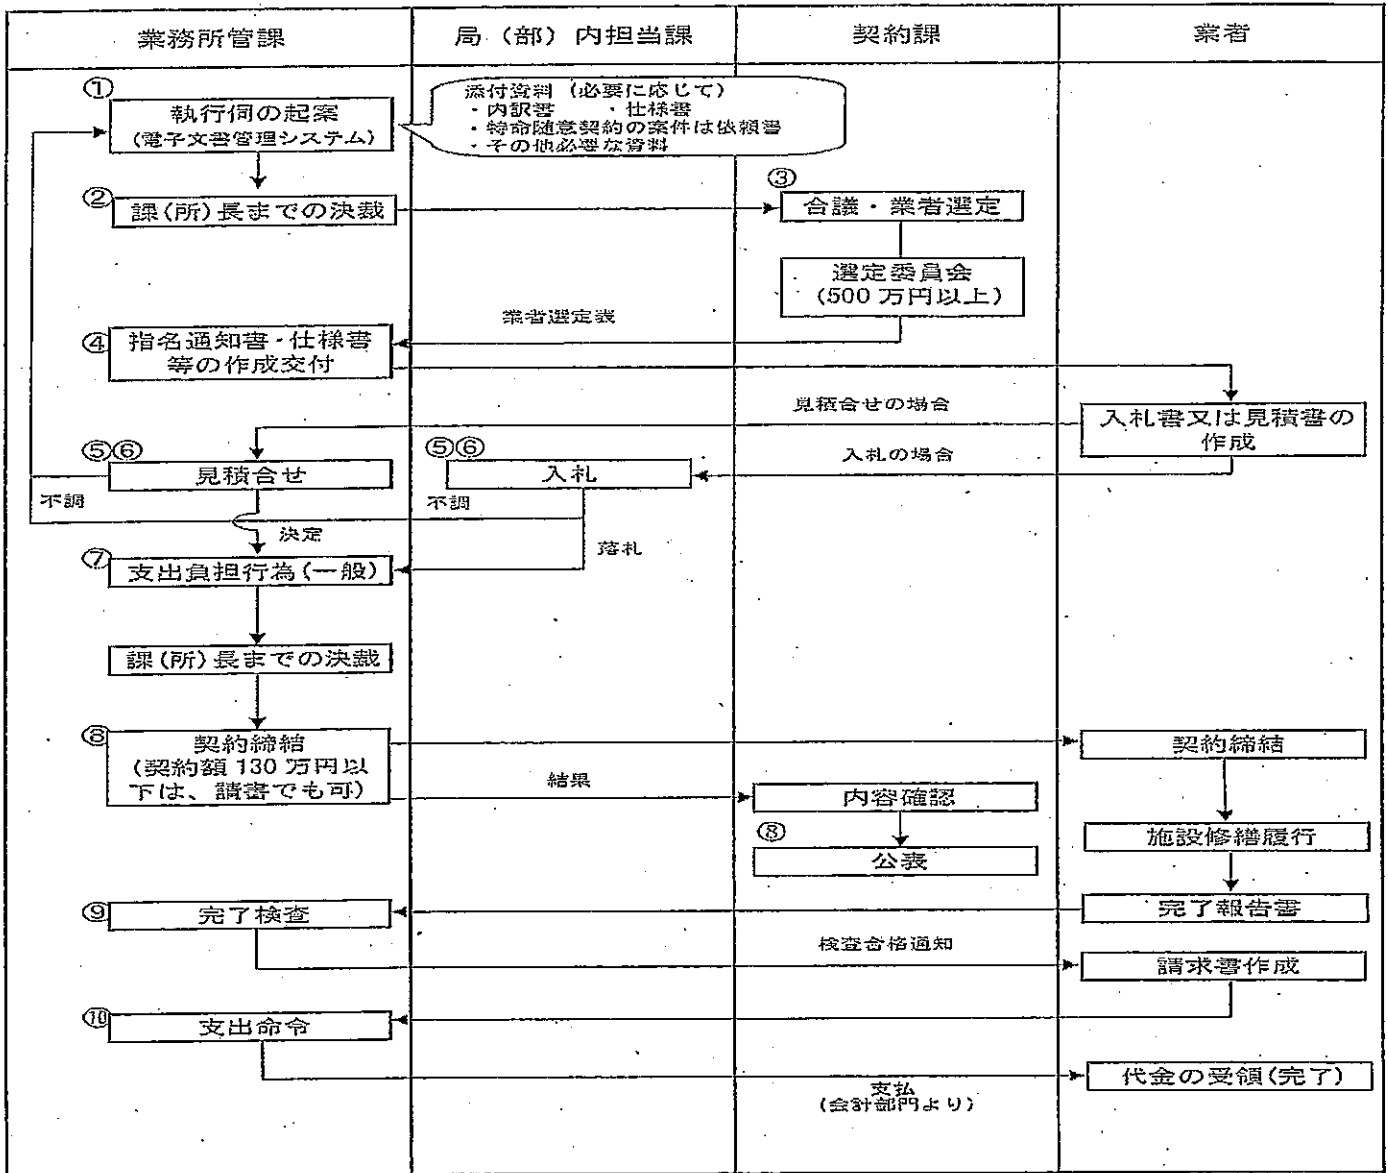 業務所管課
局（部）内担当課
契約課
業者
①
執行伺の起案
(電子文書管理システム)
添付資料（必要に応じて）
・内訳書　・仕様書
・特命随意契約の案件は依頼書
・その他必要な資料
②
課(所)長までの決裁
③
合議・業者選定
選定委員会
(500 万円以上)
業者選定表
④
指名通知書・仕様書
等の作成交付
見積合せの場合
入札書又は見積書の
作成
入札の場合
⑤⑥
見積合せ
⑤⑥
入札
不調
不調
決定
落札
⑦
支出負担行為(一般)
課(所)長までの決裁
⑧
契約締結
(契約額 130 万円以
下は、請書でも可)
契約締結
結果
内容確認
⑧
公表
施設修繕履行
⑨
完了検査
完了報告書
検査合格通知
請求書作成
⑩
支出命令
代金の受領(完了)
支払
(会計部門より)